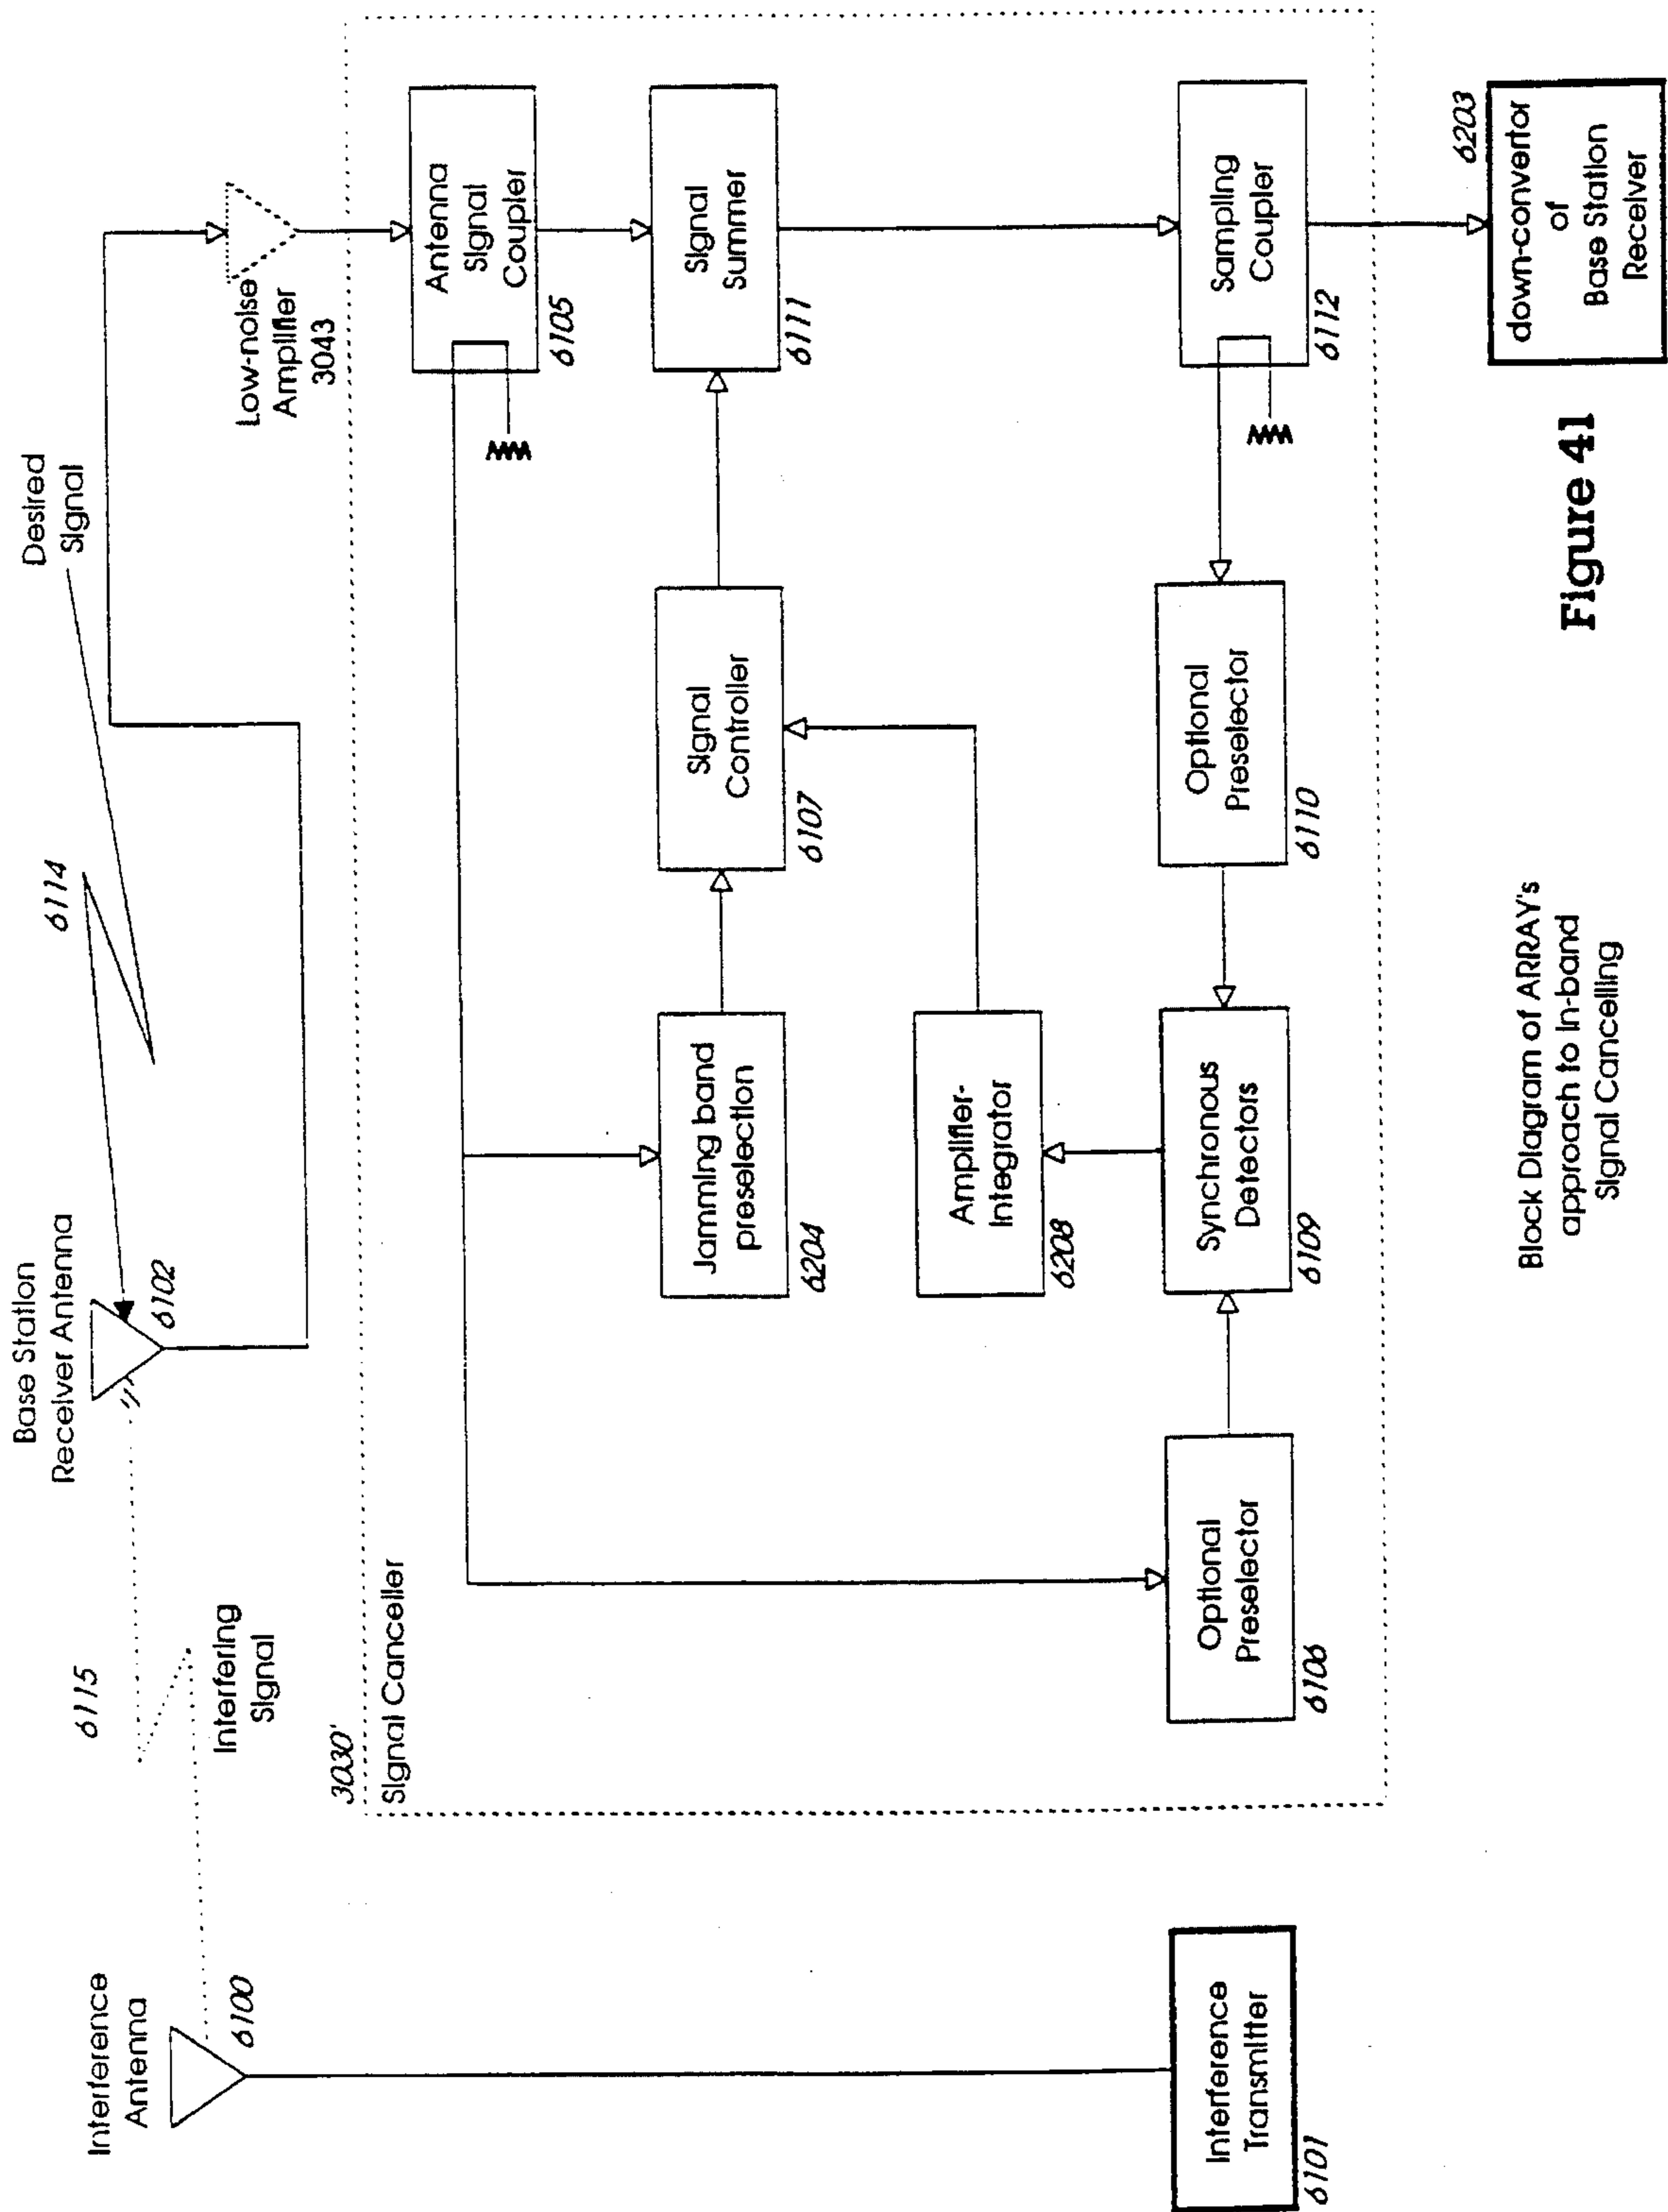 Interference
Antenna
6100
Interference
Transmitter
6101
6115
Interfering
Signal
Base Station
Receiver Antenna
6102
6114
Desired
Signal
Low-noise
Amplifier
3043
3030'
Signal Canceller
Antenna
Signal
Coupler
6105
Signal
Summer
6111
Jamming band
preselection
6204
Signal
Controller
6107
Amplifier-
Integrator
6208
Optional
Preselector
6106
Synchronous
Detectors
6109
Optional
Preselector
6110
Sampling
Coupler
6112
6203
down-convertor
of
Base Station
Receiver
Block Diagram of ARRAY's
approach to In-band
Signal Cancelling
Figure 41